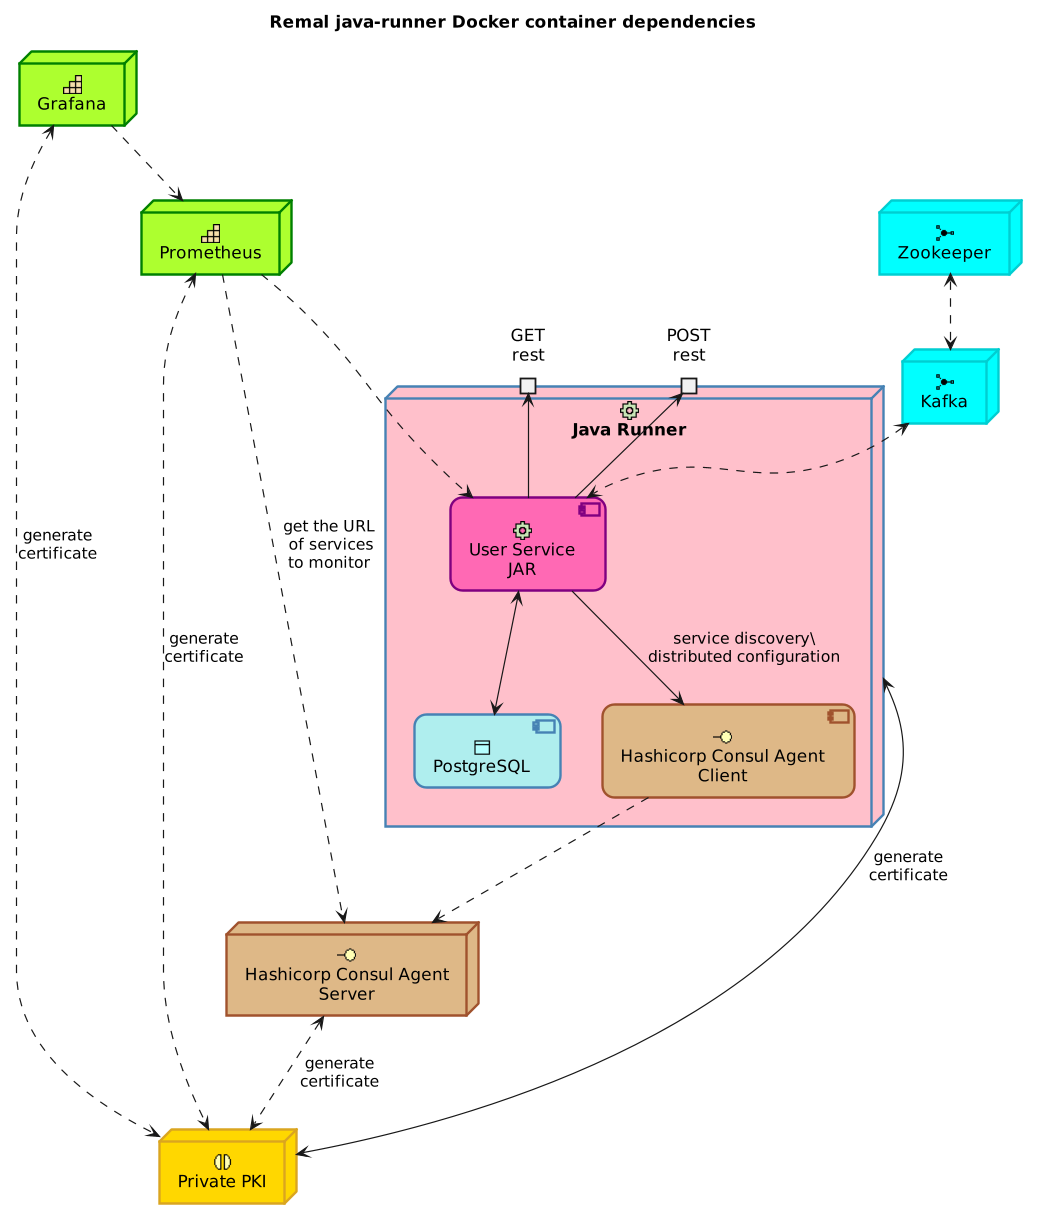 Remal java-runner Docker container dependencies
Grafana
Prometheus
Zookeeper
GET
rest
POST
rest
Kafka
Java Runner
get the URL
of services
to monitor
generate
certificate
User Service
JAR
generate
certificate
service discovery\
distributed configuration
PostgreSQL
Hashicorp Consul Agent
Client
generate
certificate
Hashicorp Consul Agent
Server
generate
certificate
Private PKI